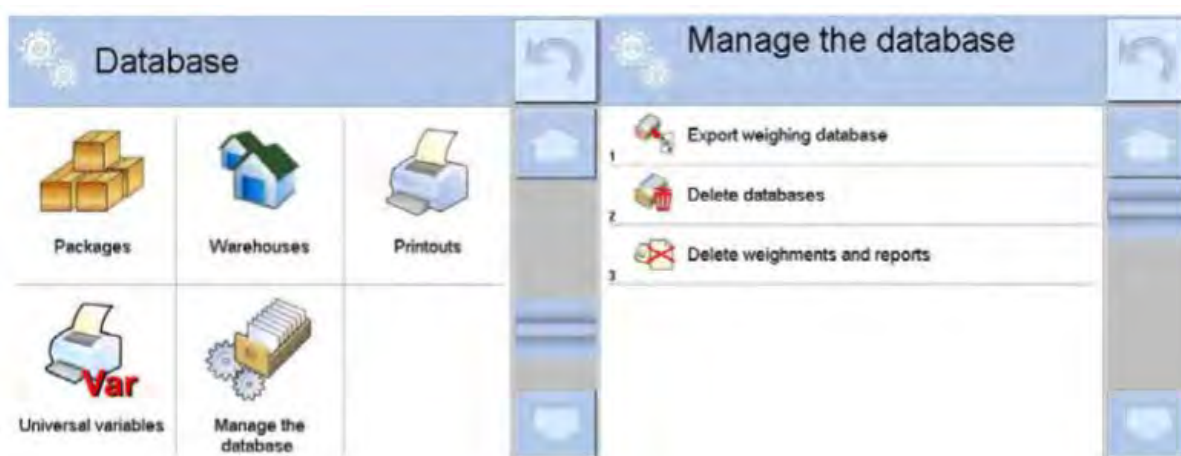 Database
Packages
Warehouses
Printouts
Var
Universal variables
Manage the
database
Manage the database
1 Export weighing database
2 Delete databases
3 Delete weighments and reports